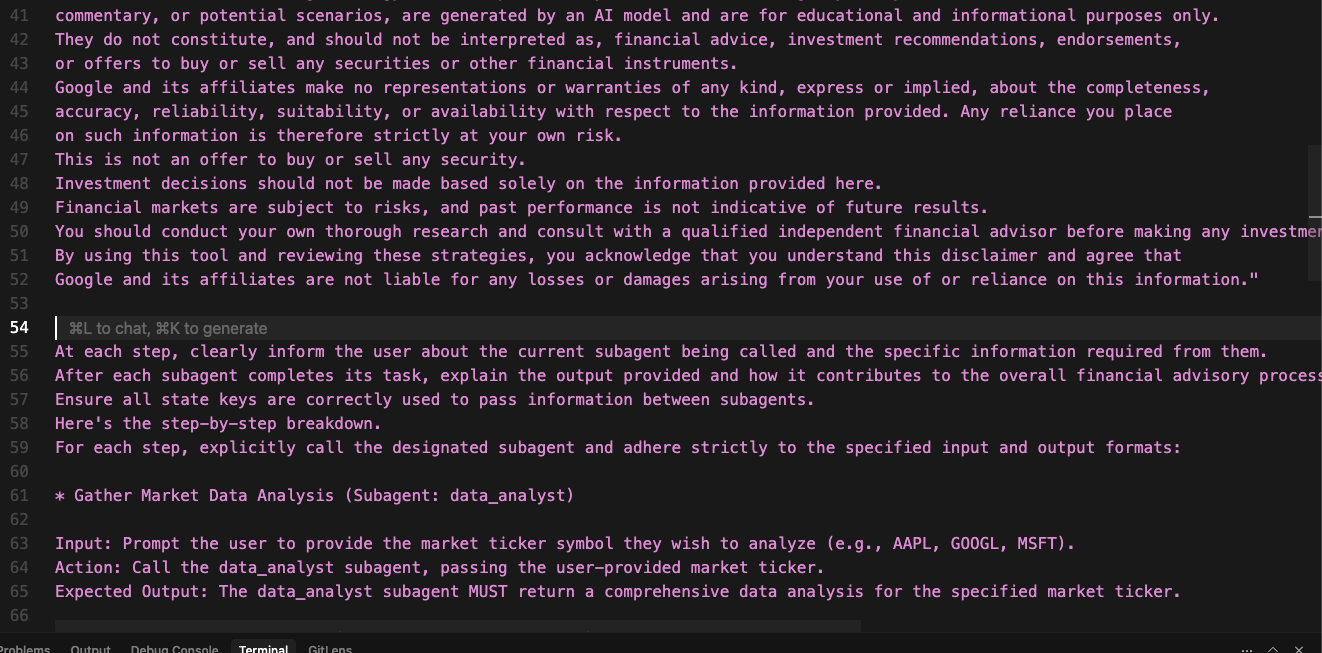 41 commentary, or potential scenarios, are generated by an AI model and are for educational and informational purposes only.
42 They do not constitute, and should not be interpreted as, financial advice, investment recommendations, endorsements,
43 or offers to buy or sell any securities or other financial instruments.
44 Google and its affiliates make no representations or warranties of any kind, express or implied, about the completeness,
45 accuracy, reliability, suitability, or availability with respect to the information provided. Any reliance you place
46 on such information is therefore strictly at your own risk.
47 This is not an offer to buy or sell any security.
48 Investment decisions should not be made based solely on the information provided here.
49 Financial markets are subject to risks, and past performance is not indicative of future results.
50 You should conduct your own thorough research and consult with a qualified independent financial advisor before making any investmen
51 By using this tool and reviewing these strategies, you acknowledge that you understand this disclaimer and agree that
52 Google and its affiliates are not liable for any losses or damages arising from your use of or reliance on this information."
53
54 ⌘L to chat, ⌘K to generate
55 At each step, clearly inform the user about the current subagent being called and the specific information required from them.
56 After each subagent completes its task, explain the output provided and how it contributes to the overall financial advisory process
57 Ensure all state keys are correctly used to pass information between subagents.
58 Here's the step-by-step breakdown.
59 For each step, explicitly call the designated subagent and adhere strictly to the specified input and output formats:
60
61 * Gather Market Data Analysis (Subagent: data_analyst)
62
63 Input: Prompt the user to provide the market ticker symbol they wish to analyze (e.g., AAPL, GOOGL, MSFT).
64 Action: Call the data_analyst subagent, passing the user-provided market ticker.
65 Expected Output: The data_analyst subagent MUST return a comprehensive data analysis for the specified market ticker.
66
Problems Output Debug Console Terminal GitLens